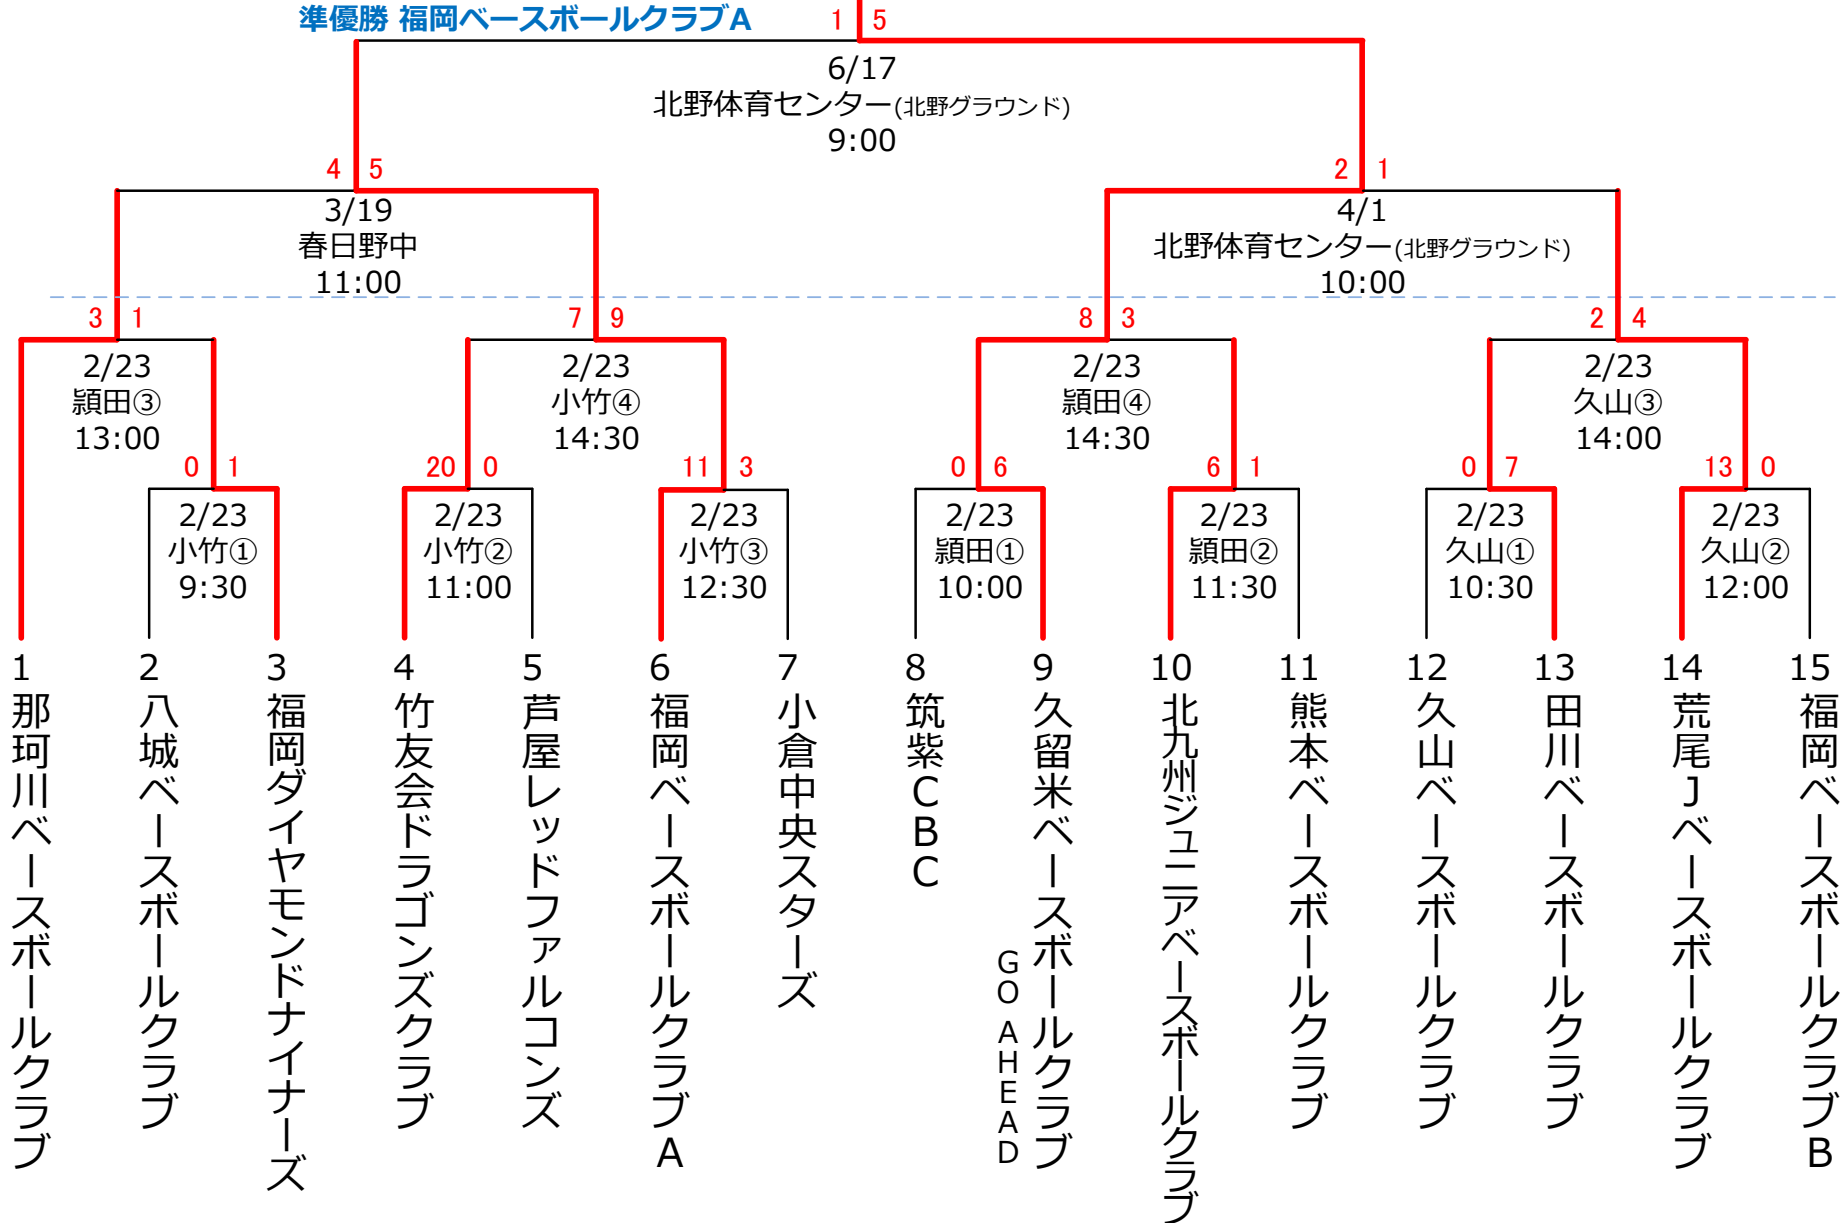 準優勝 福岡ベースボールクラブA
1 5
6/17
北野体育センター(北野グラウンド)
9:00
4 5
3/19
春日野中
11:00
2 1
4/1
北野体育センター(北野グラウンド)
10:00
3 1
2/23
頴田③
13:00
7 9
2/23
小竹④
14:30
8 3
2/23
頴田④
14:30
2 4
2/23
久山③
14:00
0 1
2/23
小竹①
9:30
20 0
2/23
小竹②
11:00
11 3
2/23
小竹③
12:30
0 6
2/23
頴田①
10:00
6 1
2/23
頴田②
11:30
0 7
2/23
久山①
10:30
13 0
2/23
久山②
12:00
1
那珂川ベースボールクラブ
2
八城ベースボールクラブ
3
福岡ダイヤモンドナイナーズ
4
竹友会ドラゴンズクラブ
5
芦屋レッドファルコンズ
6
福岡ベースボールクラブA
7
小倉中央スターズ
8
筑紫CBC
9
久留米ベースボールクラブ
GO AHEAD
10
北九州ジュニアベースボールクラブ
11
熊本ベースボールクラブ
12
久山ベースボールクラブ
13
田川ベースボールクラブ
14
荒尾Jベースボールクラブ
15
福岡ベースボールクラブB